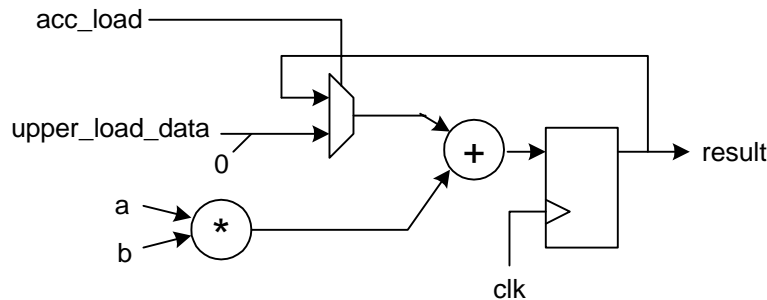 acc_load
upper_load_data
0
+
result
a
*
b
clk